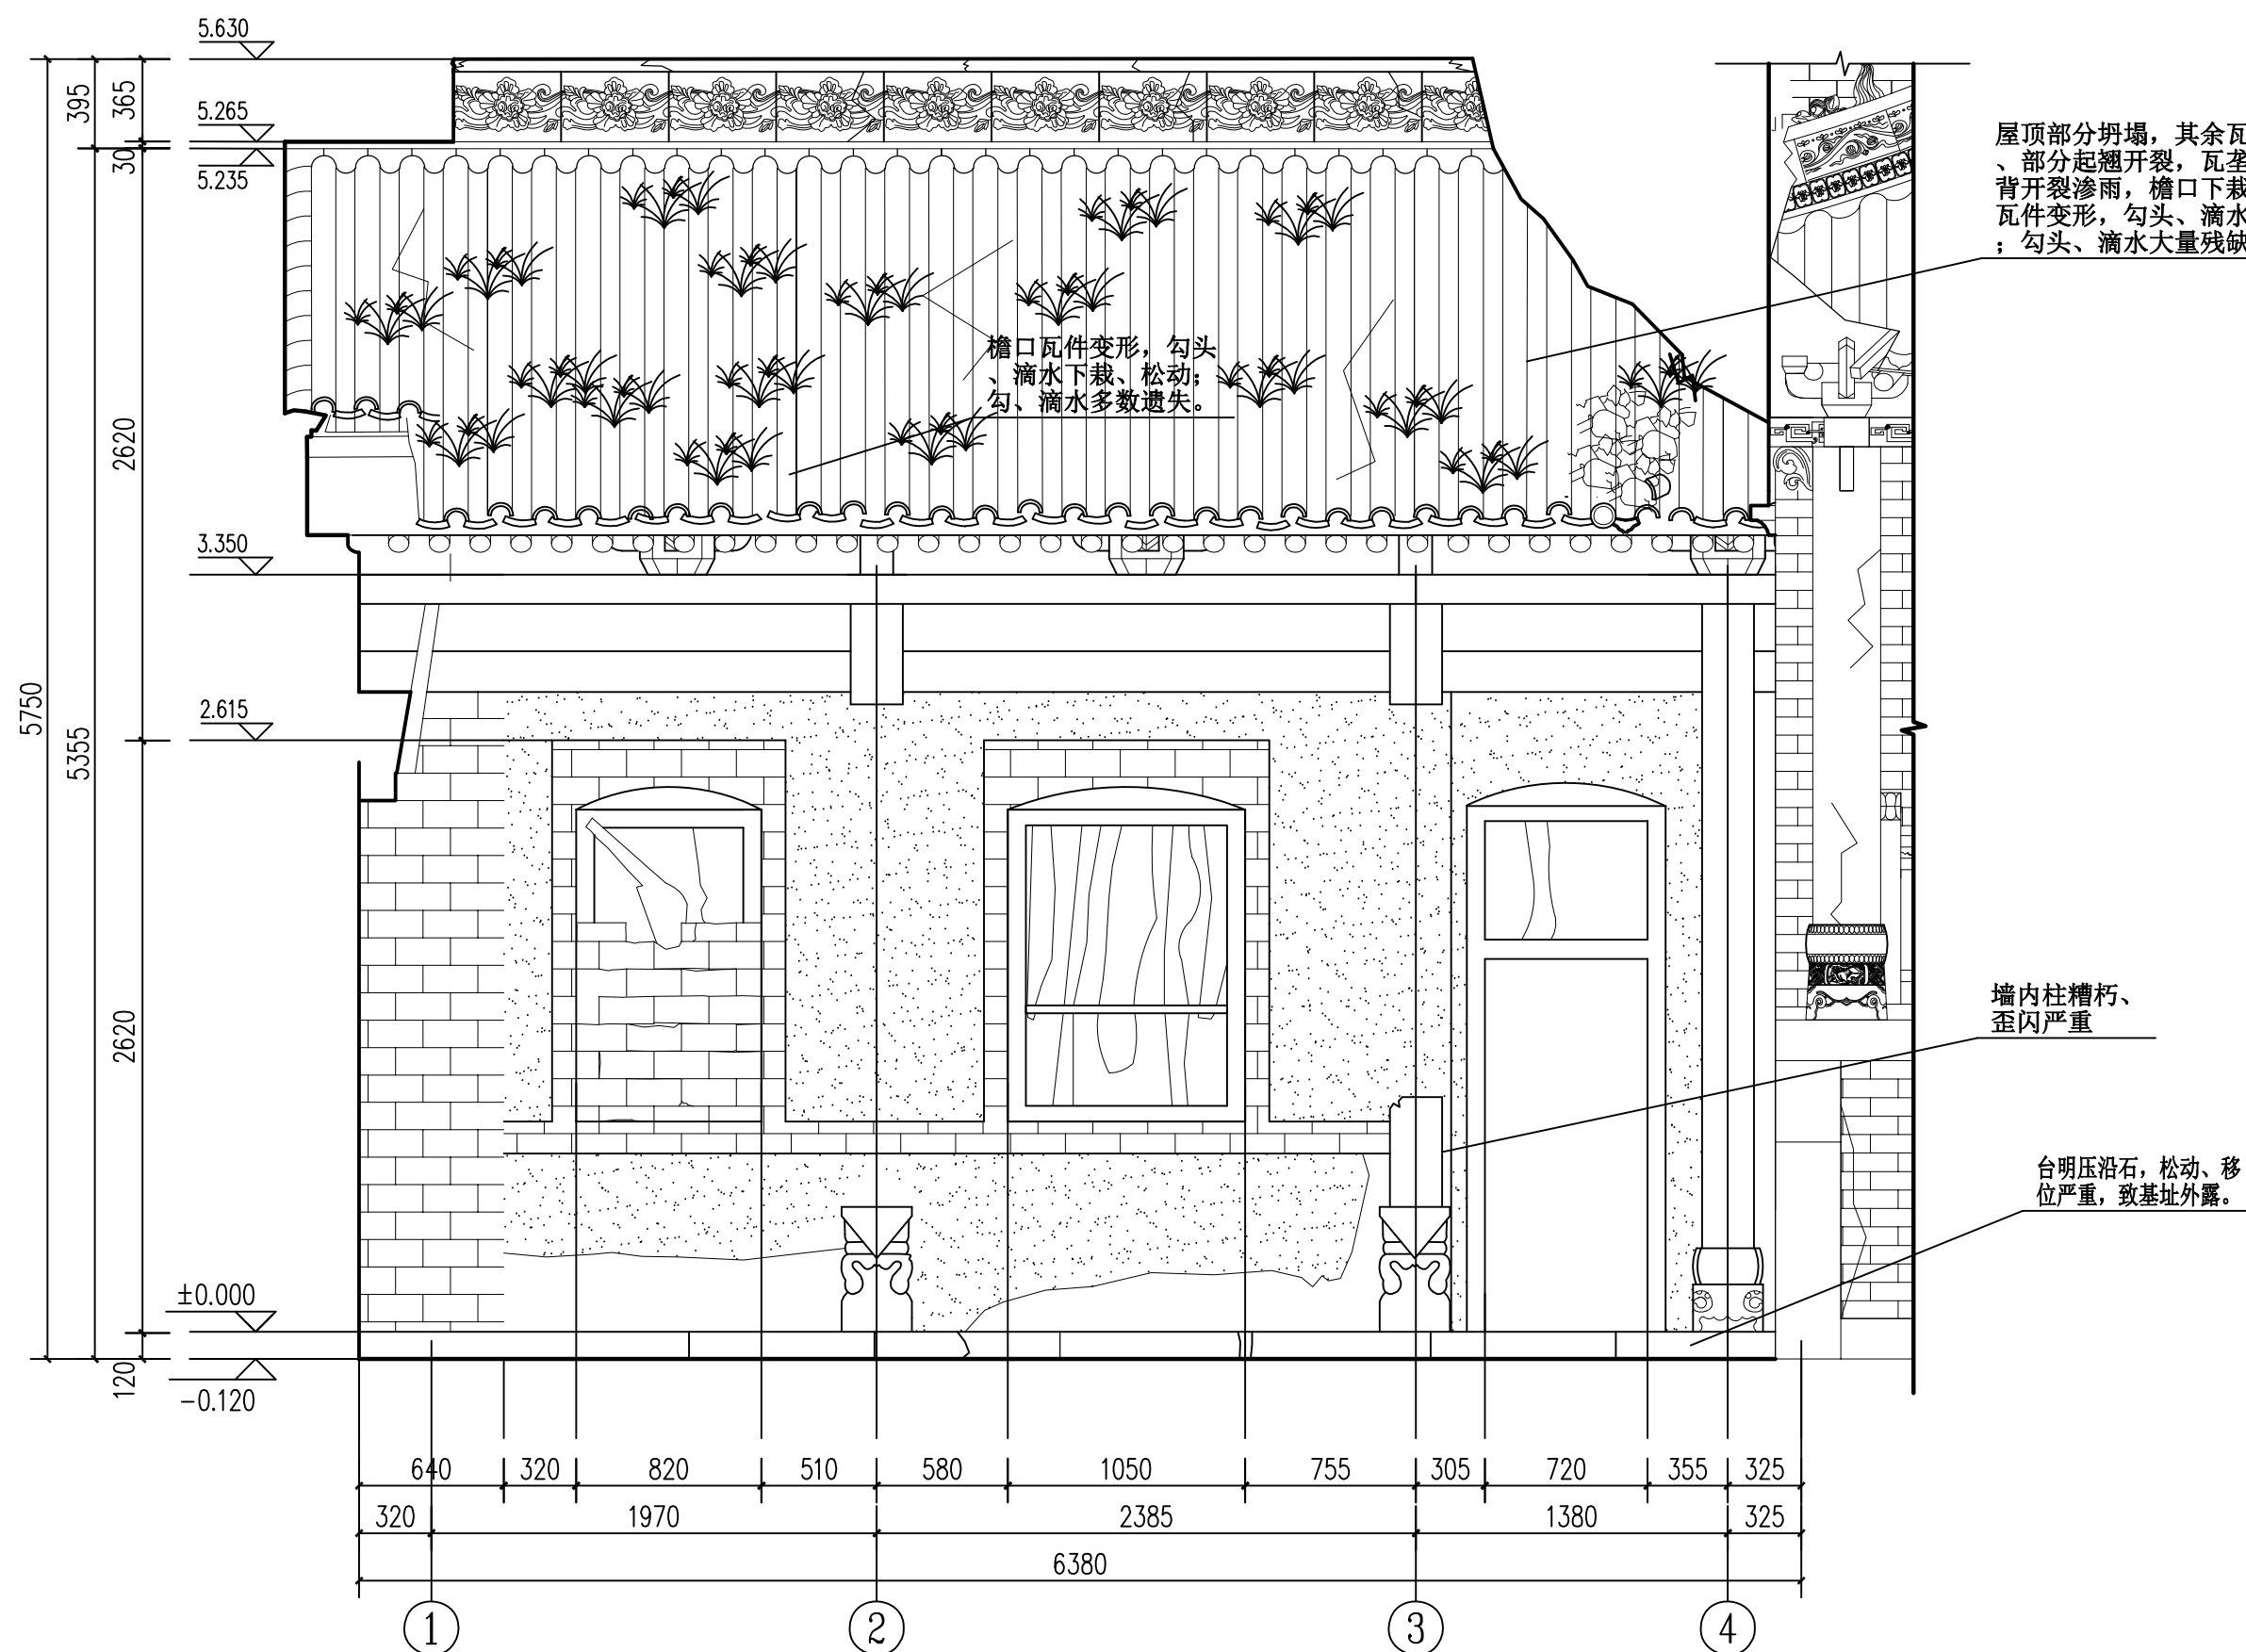 5.630
5.265
5.235
3.350
2.615
±0.000
-0.120
395
365
30
2620
5750
5355
2620
120
屋顶部分坍塌，其余瓦
、部分起翘开裂，瓦垄
背开裂渗雨，檐口下栽
瓦件变形，勾头、滴水
；勾头、滴水大量残缺
檐口瓦件变形，勾头
、滴水下栽、松动；
勾、滴水多数遗失。
墙内柱糟朽、
歪闪严重
台明压沿石，松动、移
位严重，致基址外露。
640 320 820 510 580 1050 755 305 720 355 325
320 1970 2385 1380 325
6380
1 2 3 4